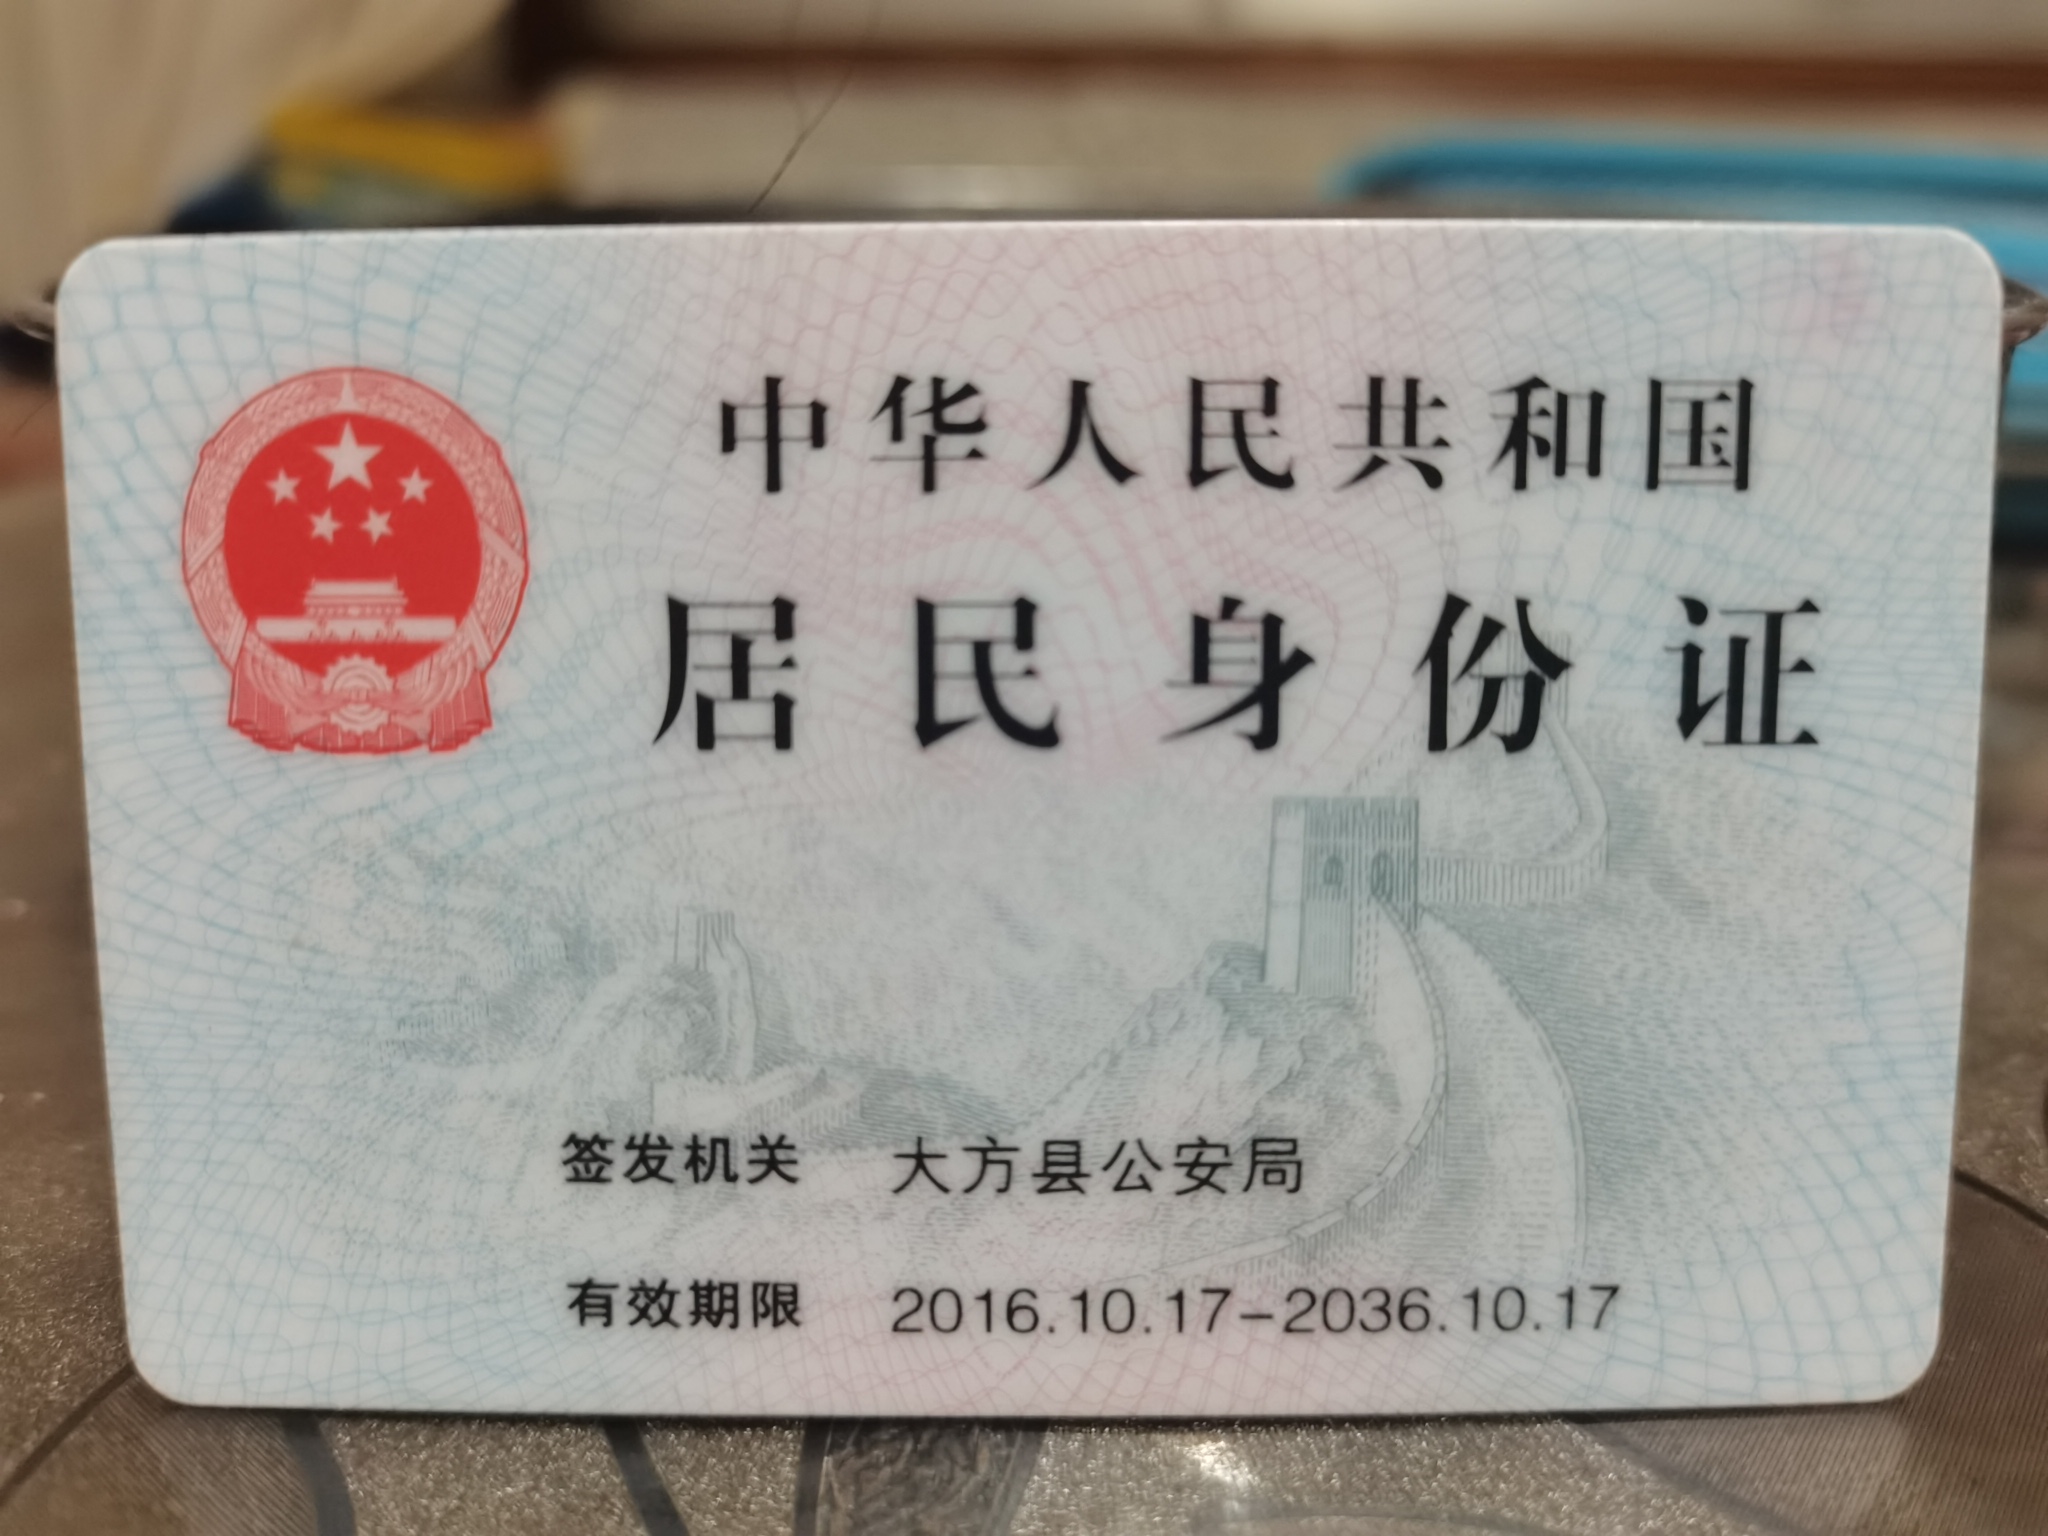 中华人民共和国
居民身份证
签发机关 大方县公安局
有效期限 2016.10.17-2036.10.17